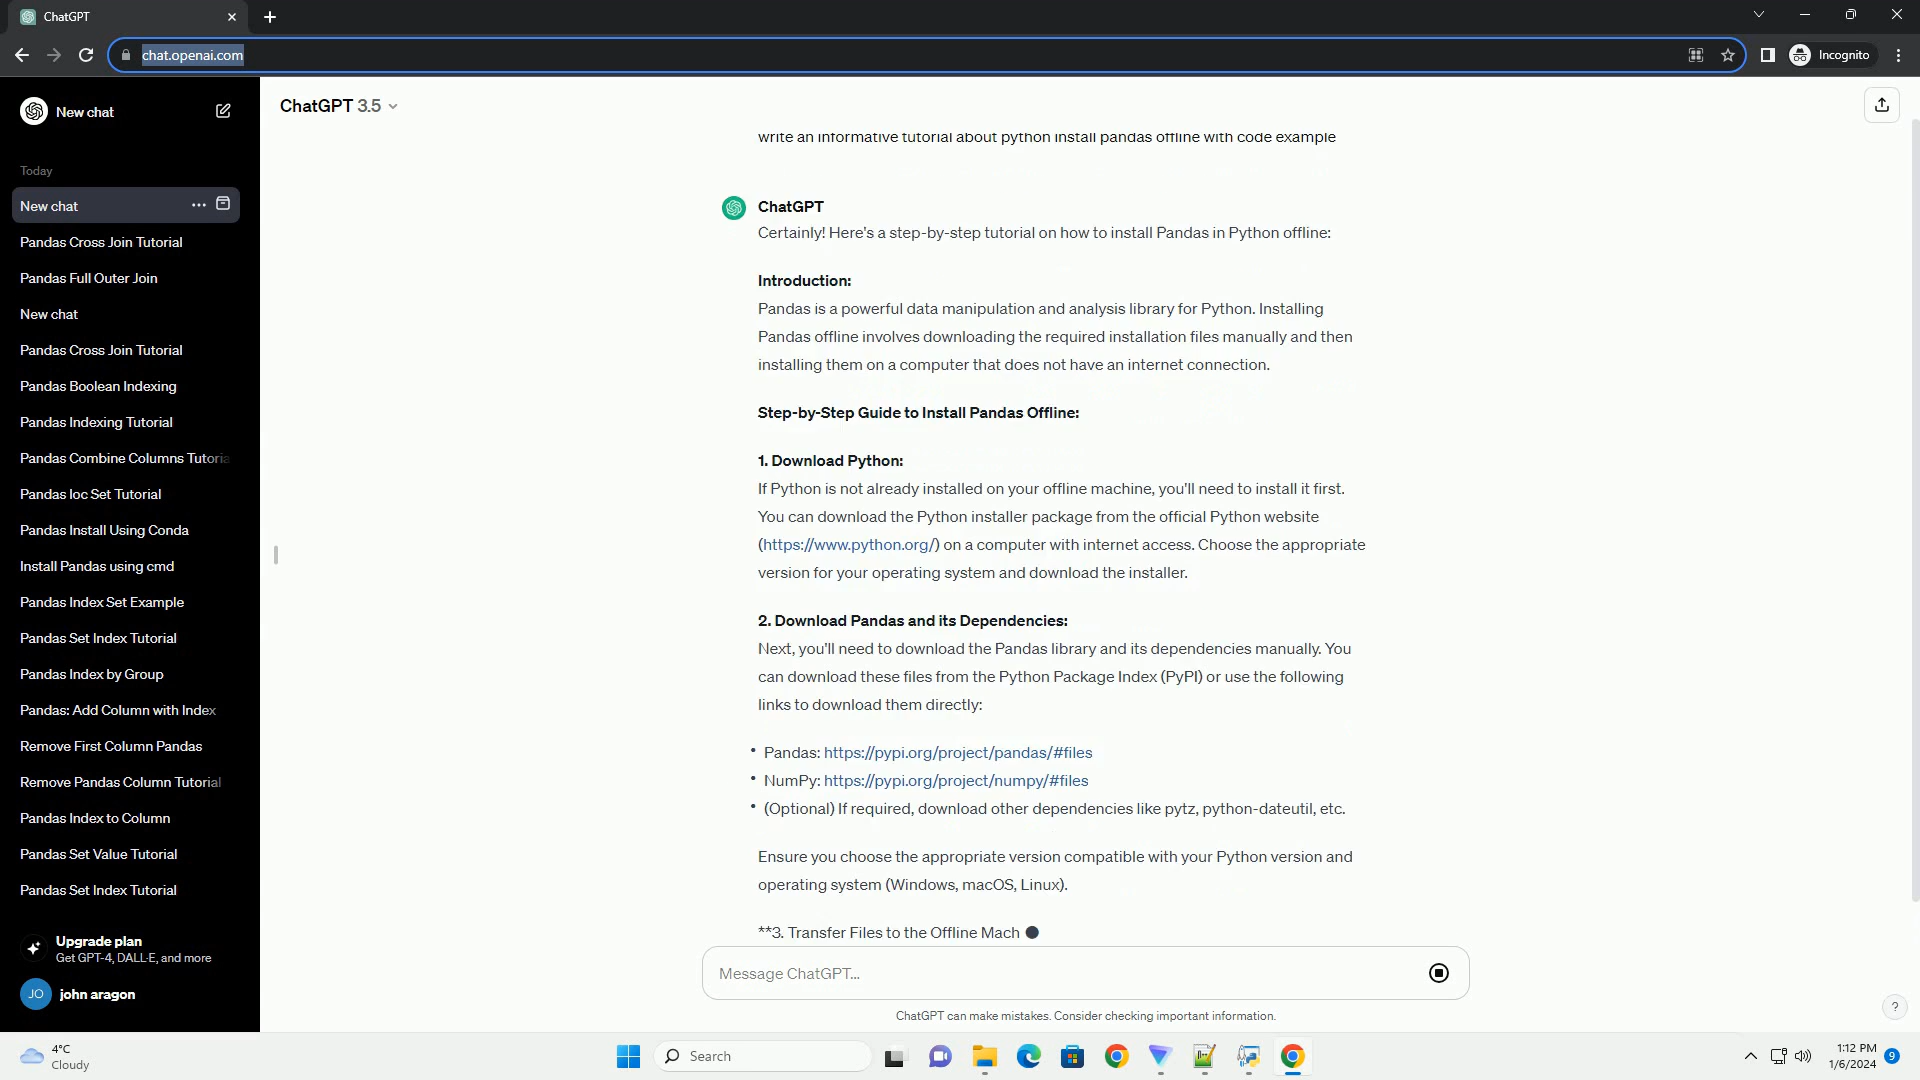 ChatGPT
chat.openai.com
Incognito
New chat
Today
New chat
Pandas Cross Join Tutorial
Pandas Full Outer Join
New chat
Pandas Cross Join Tutorial
Pandas Boolean Indexing
Pandas Indexing Tutorial
Pandas Combine Columns Tutoria
Pandas loc Set Tutorial
Pandas Install Using Conda
Install Pandas using cmd
Pandas Index Set Example
Pandas Set Index Tutorial
Pandas Index by Group
Pandas: Add Column with Index
Remove First Column Pandas
Remove Pandas Column Tutorial
Pandas Index to Column
Pandas Set Value Tutorial
Pandas Set Index Tutorial
Upgrade plan
Get GPT-4, DALL·E, and more
JO john aragon
ChatGPT 3.5
write an informative tutorial about python install pandas offline with code example
ChatGPT
Certainly! Here's a step-by-step tutorial on how to install Pandas in Python offline:
Introduction:
Pandas is a powerful data manipulation and analysis library for Python. Installing
Pandas offline involves downloading the required installation files manually and then
installing them on a computer that does not have an internet connection.
Step-by-Step Guide to Install Pandas Offline:
1. Download Python:
If Python is not already installed on your offline machine, you'll need to install it first.
You can download the Python installer package from the official Python website
(https://www.python.org/) on a computer with internet access. Choose the appropriate
version for your operating system and download the installer.
2. Download Pandas and its Dependencies:
Next, you'll need to download the Pandas library and its dependencies manually. You
can download these files from the Python Package Index (PyPI) or use the following
links to download them directly:
• Pandas: https://pypi.org/project/pandas/#files
• NumPy: https://pypi.org/project/numpy/#files
• (Optional) If required, download other dependencies like pytz, python-dateutil, etc.
Ensure you choose the appropriate version compatible with your Python version and
operating system (Windows, macOS, Linux).
**3. Transfer Files to the Offline Mach
Message ChatGPT...
ChatGPT can make mistakes. Consider checking important information.
?
4°C
Cloudy
Search
1:12 PM
1/6/2024
9